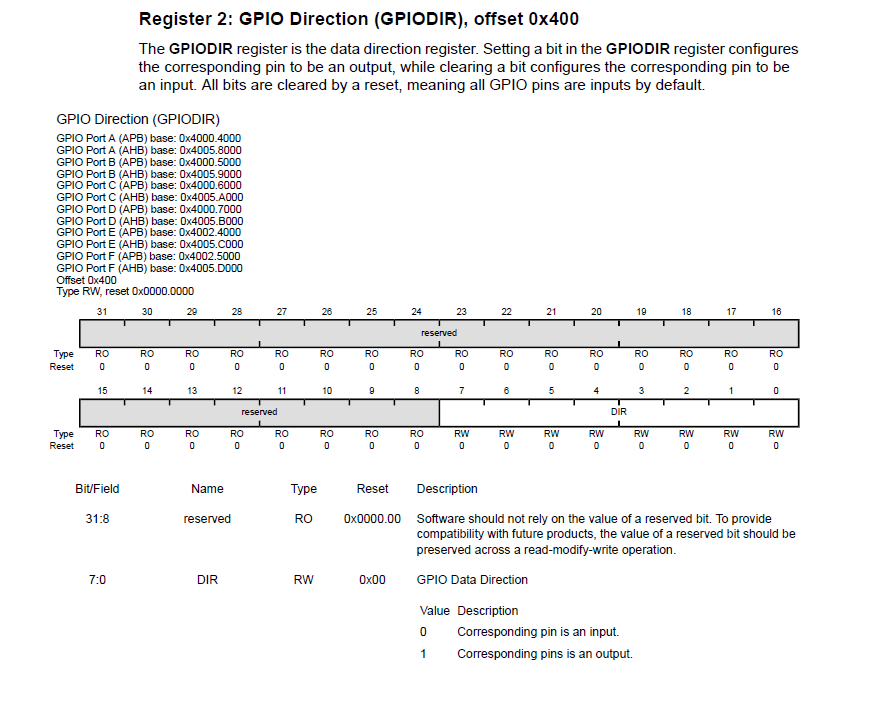 Register 2: GPIO Direction (GPIODIR), offset 0x400
The GPIODIR register is the data direction register. Setting a bit in the GPIODIR register configures
the corresponding pin to be an output, while clearing a bit configures the corresponding pin to be
an input. All bits are cleared by a reset, meaning all GPIO pins are inputs by default.
GPIO Direction (GPIODIR)
GPIO Port A (APB) base: 0x4000.4000
GPIO Port A (AHB) base: 0x4005.8000
GPIO Port B (APB) base: 0x4000.5000
GPIO Port B (AHB) base: 0x4005.9000
GPIO Port C (APB) base: 0x4000.6000
GPIO Port C (AHB) base: 0x4005.A000
GPIO Port D (APB) base: 0x4000.7000
GPIO Port D (AHB) base: 0x4005.B000
GPIO Port E (APB) base: 0x4002.4000
GPIO Port E (AHB) base: 0x4005.C000
GPIO Port F (APB) base: 0x4002.5000
GPIO Port F (AHB) base: 0x4005.D000
Offset 0x400
Type RW, reset 0x0000.0000
31 30 29 28 27 26 25 24 23 22 21 20 19 18 17 16
reserved
Type RO RO RO RO RO RO RO RO RO RO RO RO RO RO RO RO
Reset 0 0 0 0 0 0 0 0 0 0 0 0 0 0 0 0
15 14 13 12 11 10 9 8 7 6 5 4 3 2 1 0
reserved DIR
Type RO RO RO RO RO RO RO RO RW RW RW RW RW RW RW RW
Reset 0 0 0 0 0 0 0 0 0 0 0 0 0 0 0 0
Bit/Field Name Type Reset Description
31:8 reserved RO 0x0000.00 Software should not rely on the value of a reserved bit. To provide
compatibility with future products, the value of a reserved bit should be
preserved across a read-modify-write operation.
7:0 DIR RW 0x00 GPIO Data Direction
Value Description
0 Corresponding pin is an input.
1 Corresponding pins is an output.